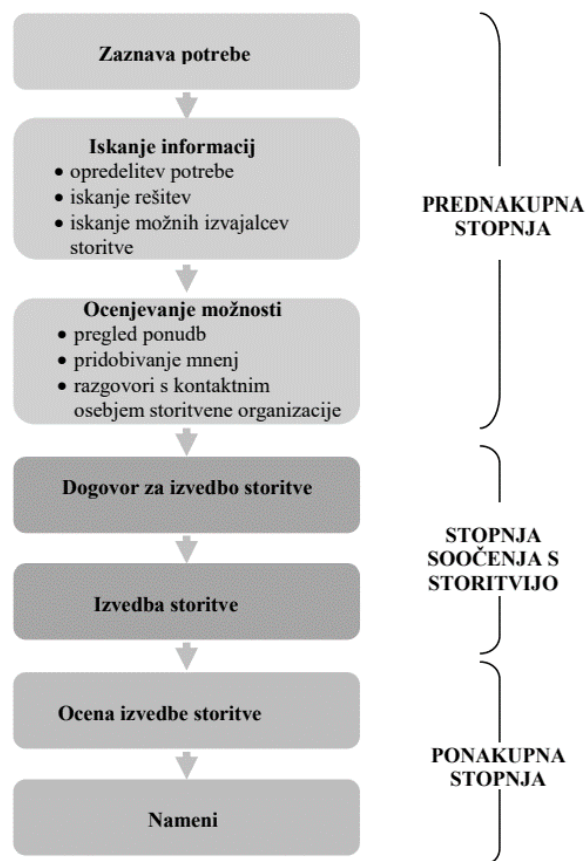 Zaznava potrebe
Iskanje informacij
• opredelitev potrebe
• iskanje rešitev
• iskanje možnih izvajalcev
storitve
PREDNAKUPNA
STOPNJA
Ocenjevanje možnosti
• pregled ponudb
• pridobivanje mnenj
• razgovori s kontaktnim
osebjem storitvene organizacije
Dogovor za izvedbo storitve
STOPNJA
SOOČENJA S
STORITVIJO
Izvedba storitve
Ocena izvedbe storitve
PONAKUPNA
STOPNJA
Nameni